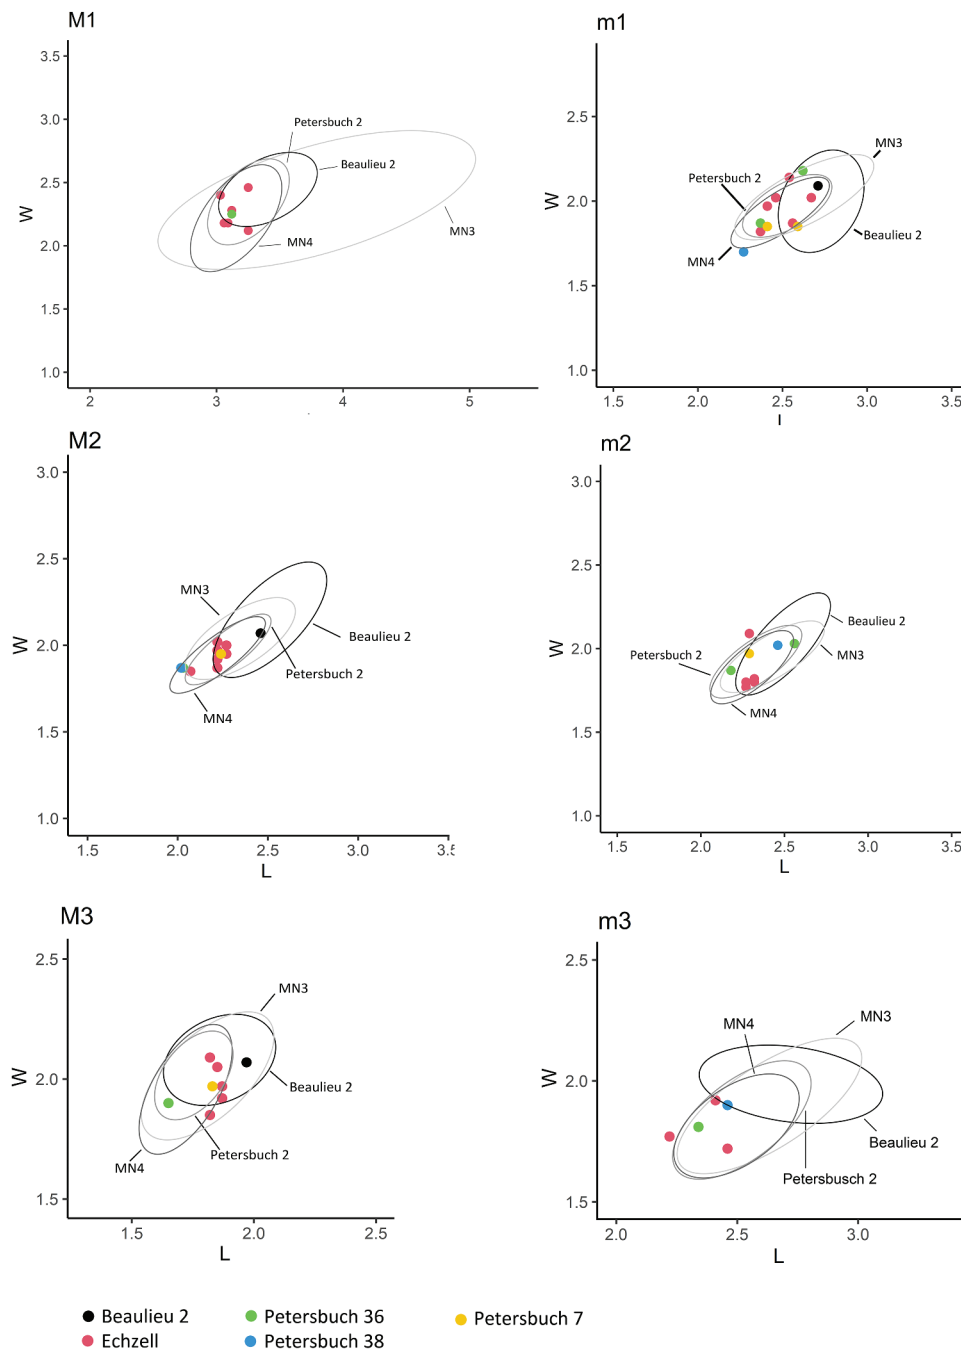 M1
3.5
3.0
2.5
2.0
1.5
1.0
W
Petersbuch 2
Beaulieu 2
MN3
MN4
2 3 4 5
m1
2.5
2.0
1.5
1.0
W
MN3
Petersbuch 2
Beaulieu 2
MN4
1.5 2.0 2.5 3.0 3.5
M2
3.0
2.5
2.0
1.5
1.0
W
MN3
Beaulieu 2
Petersbuch 2
MN4
1.5 2.0 2.5 3.0
L
m2
3.0
2.5
2.0
1.5
1.0
W
Beaulieu 2
Petersbuch 2
MN3
MN4
1.5 2.0 2.5 3.0 3.5
L
M3
2.5
2.0
1.5
W
MN3
Beaulieu 2
Petersbuch 2
MN4
1.5 2.0 2.5
L
m3
2.5
2.0
1.5
W
MN4
MN3
Beaulieu 2
Petersbusch 2
2.0 2.5 3.0
L
Beaulieu 2 Petersbuch 36 Petersbuch 7
Echzell Petersbuch 38